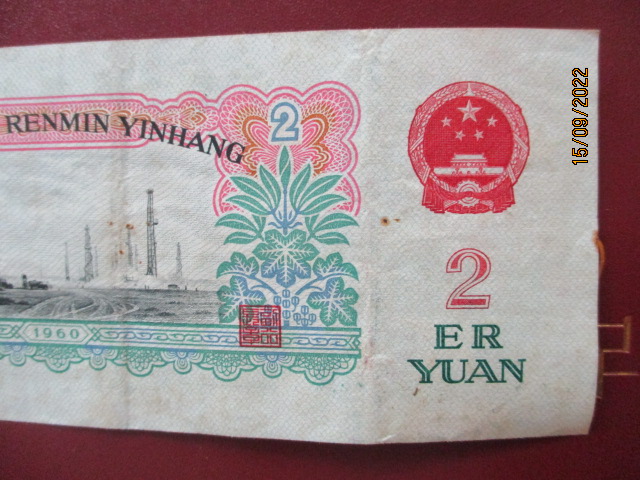 RENMIN YINHANG
2
1960
2
ER
YUAN
15/09/2022